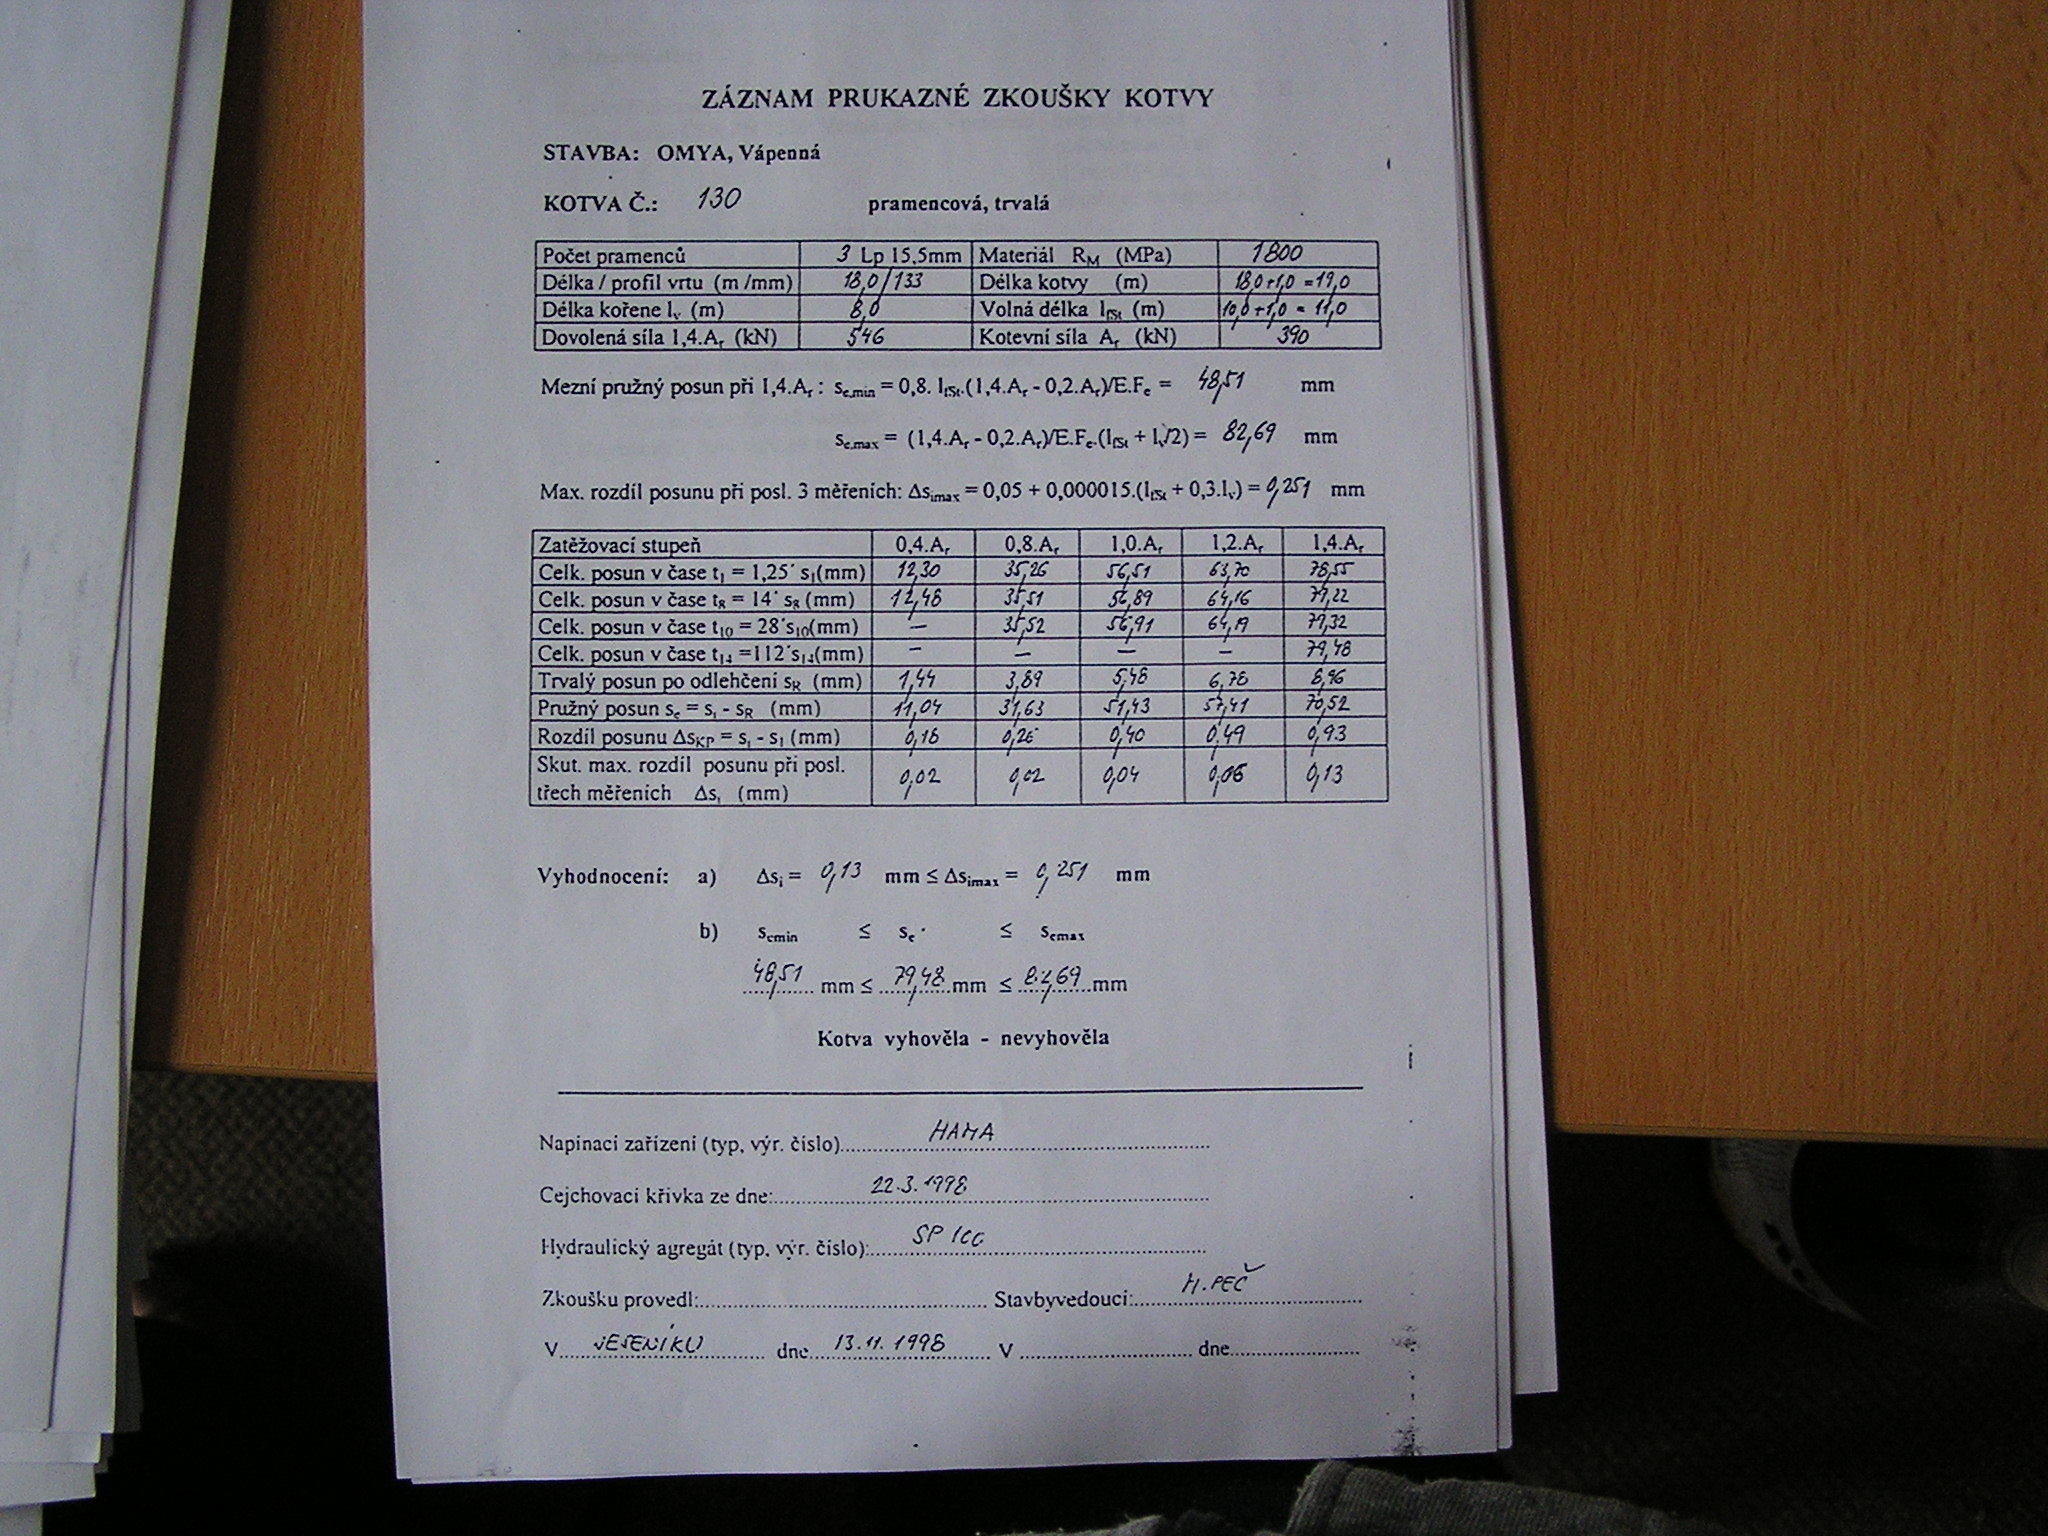 ZÁZNAM PRUKAZNÉ ZKOUŠKY KOTVY
STAVBA: OMYA, Vápenná
KOTVA Č.: 130 pramencová, trvalá
Počet pramenců 3 Lp 15,5mm Materiál R_M (MPa) 1800
Délka / profil vrtu (m /mm) 18,0/133 Délka kotvy (m) 18,0+1,0 = 19,0
Délka kořene l_v (m) 8,0 Volná délka l_fSt (m) 10,0+1,0 = 11,0
Dovolená síla 1,4.A_r (kN) 546 Kotevní síla A_r (kN) 390
Mezní pružný posun při 1,4.A_r : s_e,min = 0,8. l_fSt.(1,4.A_r - 0,2.A_r)/E.F_e = 48,51 mm
s_e,max = (1,4.A_r - 0,2.A_r)/E.F_e.(l_fSt + l_v/2) = 82,69 mm
Max. rozdíl posunu při posl. 3 měřeních: Δs_imax = 0,05 + 0,000015.(l_fSt + 0,3.l_v) = 0,251 mm
Zatěžovací stupeň 0,4.A_r 0,8.A_r 1,0.A_r 1,2.A_r 1,4.A_r
Celk. posun v čase t_1 = 1,25´ s_1(mm) 12,30 35,26 56,51 63,70 78,55
Celk. posun v čase t_8 = 14´ s_8 (mm) 12,48 35,51 56,89 64,16 79,22
Celk. posun v čase t_10 = 28´s_10(mm) — 35,52 56,91 64,19 79,32
Celk. posun v čase t_14 =112´s_14(mm) — — — — 79,48
Trvalý posun po odlehčení s_R (mm) 1,44 3,89 5,48 6,78 8,96
Pružný posun s_e = s_i - s_R (mm) 11,04 31,63 51,43 57,41 70,52
Rozdíl posunu Δs_KP = s_i - s_1 (mm) 0,18 0,26 0,40 0,49 0,93
Skut. max. rozdíl posunu při posl.
třech měřeních Δs_i (mm) 0,02 0,02 0,04 0,06 0,13
Vyhodnocení: a) Δs_i = 0,13 mm ≤ Δs_imax = 0,251 mm
b) s_emin ≤ s_e ≤ s_emax
48,51 mm ≤ 79,48 mm ≤ 82,69 mm
Kotva vyhověla - nevyhověla
Napínací zařízení (typ, výr. číslo) HAMA
Cejchovací křivka ze dne: 22.3.1998
Hydraulický agregát (typ, výr. číslo): SP 100
Zkoušku provedl: Stavbyvedoucí: M. PEČ
V JESENÍKU dne 13.11.1998 V dne